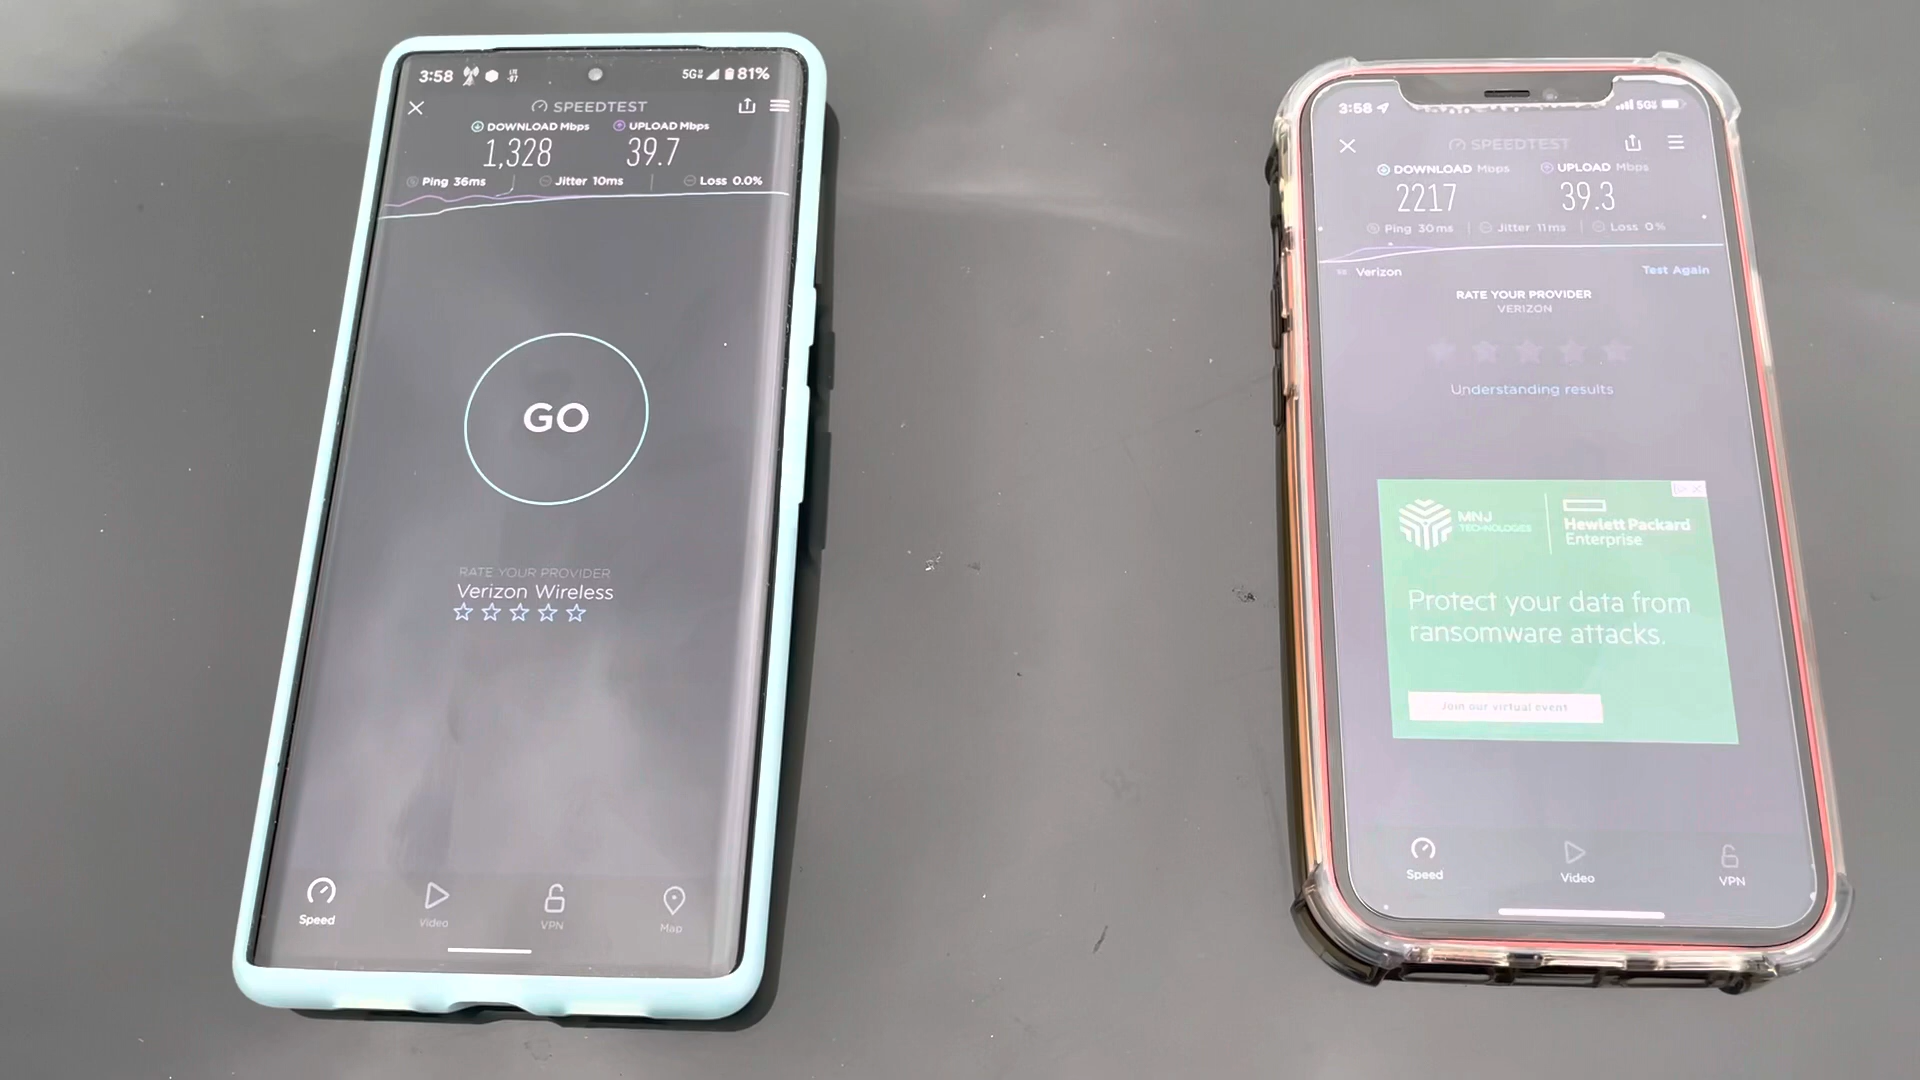 3:58 LTE -87 5G 81%
SPEEDTEST
DOWNLOAD Mbps UPLOAD Mbps
1,328 39.7
Ping 36ms Jitter 10ms Loss 0.0%
GO
RATE YOUR PROVIDER
Verizon Wireless
Speed Video VPN Map
3:58 5G
SPEEDTEST
DOWNLOAD Mbps UPLOAD Mbps
2217 39.3
Ping 30ms Jitter 11ms Loss 0%
Verizon Test Again
RATE YOUR PROVIDER
VERIZON
Understanding results
MNJ
TECHNOLOGIES
Hewlett Packard
Enterprise
Protect your data from
ransomware attacks.
Join our virtual event
Speed Video VPN